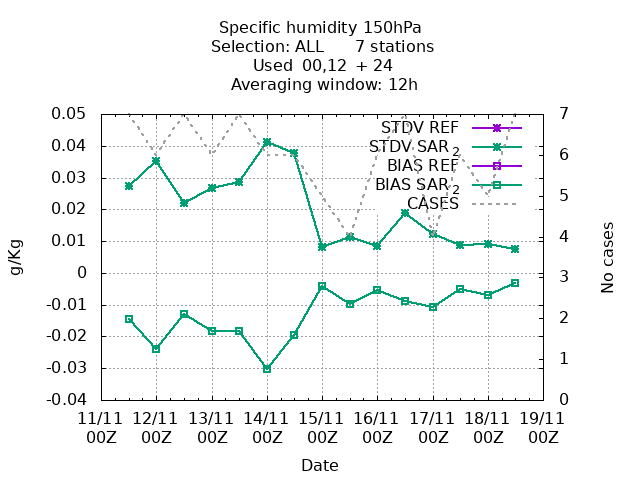 Specific humidity 150hPa
Selection: ALL 7 stations
Used 00,12 + 24
Averaging window: 12h
STDV REF
STDV SAR 2
BIAS REF
BIAS SAR 2
CASES
0.05
0.04
0.03
0.02
0.01
0
-0.01
-0.02
-0.03
-0.04
g/Kg
7
6
5
4
3
2
1
0
No cases
11/11 12/11 13/11 14/11 15/11 16/11 17/11 18/11 19/11
00Z 00Z 00Z 00Z 00Z 00Z 00Z 00Z 00Z
Date